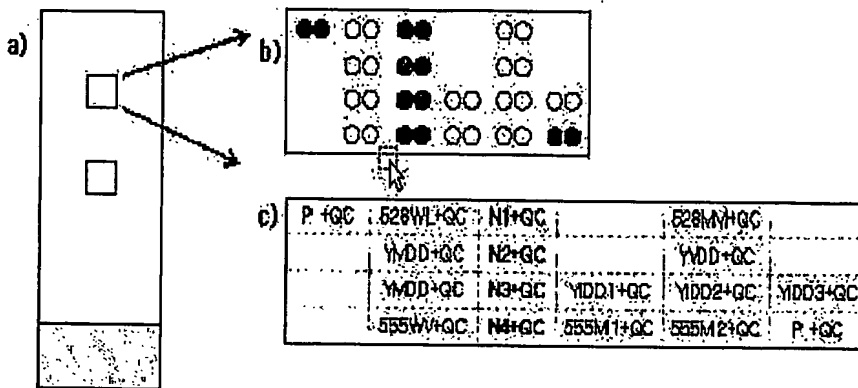 a)
b)
c)
P. +QC 528WL+QC N1+QC 528MV+QC
YMDD+QC N2+QC YVDD+QC
YMDD+QC N3+QC YIDD1+QC YIDD2+QC YIDD3+QC
555WV+QC N4+QC 555M1+QC 555M2+QC P. +QC